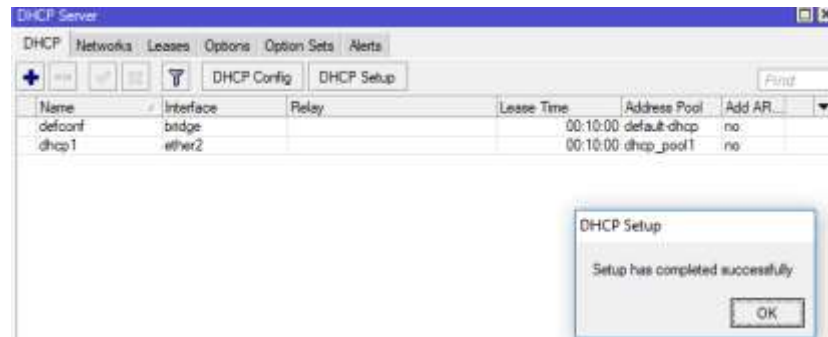 DHCP Server
DHCP Networks Leases Options Option Sets Alerts
DHCP Config DHCP Setup Find
Name Interface Relay Lease Time Address Pool Add AR...
defconf bridge 00:10:00 default-dhcp no
dhcp1 ether2 00:10:00 dhcp_pool1 no
DHCP Setup
Setup has completed successfully
OK